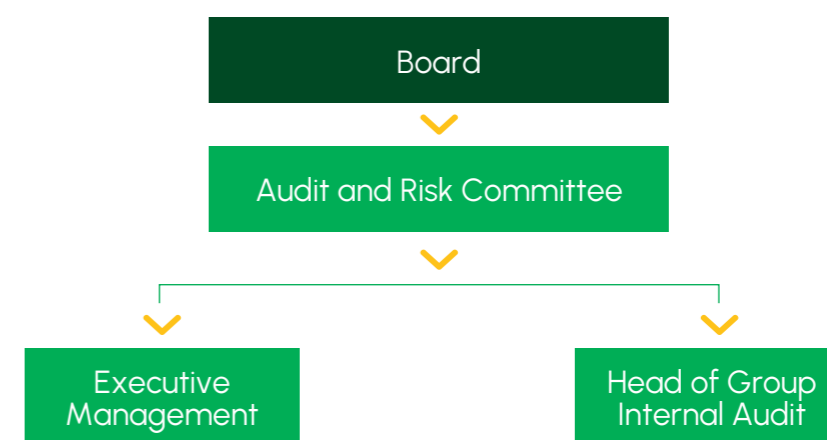 Board
Audit and Risk Committee
Executive
Management
Head of Group
Internal Audit